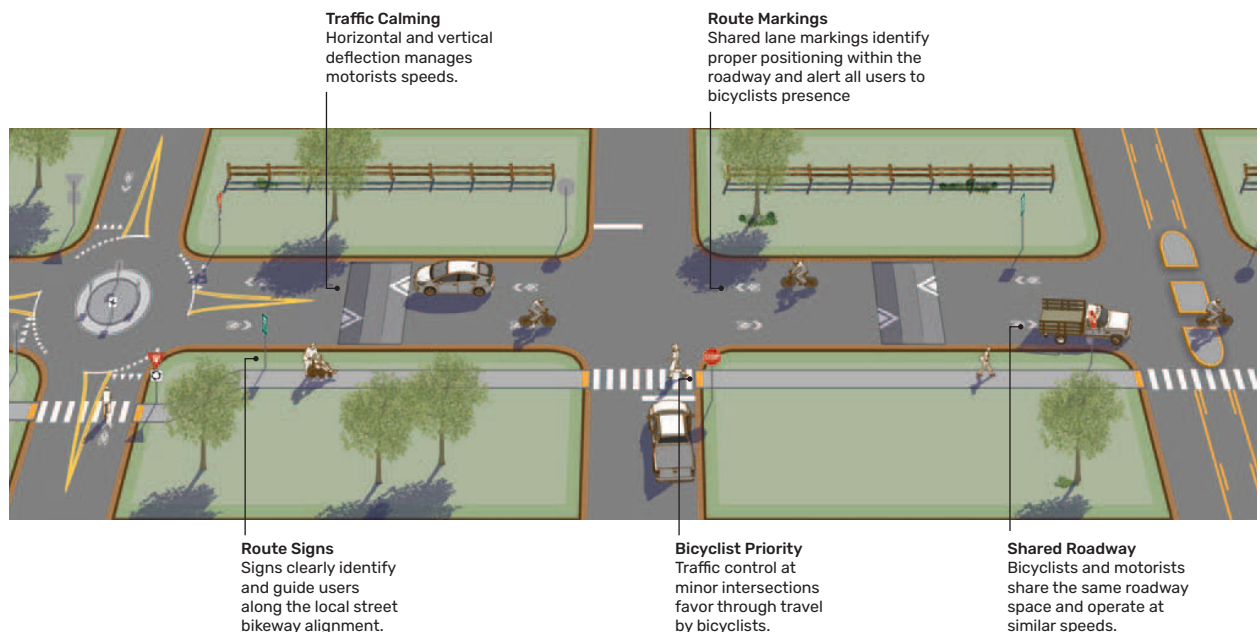 Traffic Calming
Horizontal and vertical
deflection manages
motorists speeds.
Route Markings
Shared lane markings identify
proper positioning within the
roadway and alert all users to
bicyclists presence
STOP
Route Signs
Signs clearly identify
and guide users
along the local street
bikeway alignment.
Bicyclist Priority
Traffic control at
minor intersections
favor through travel
by bicyclists.
Shared Roadway
Bicyclists and motorists
share the same roadway
space and operate at
similar speeds.